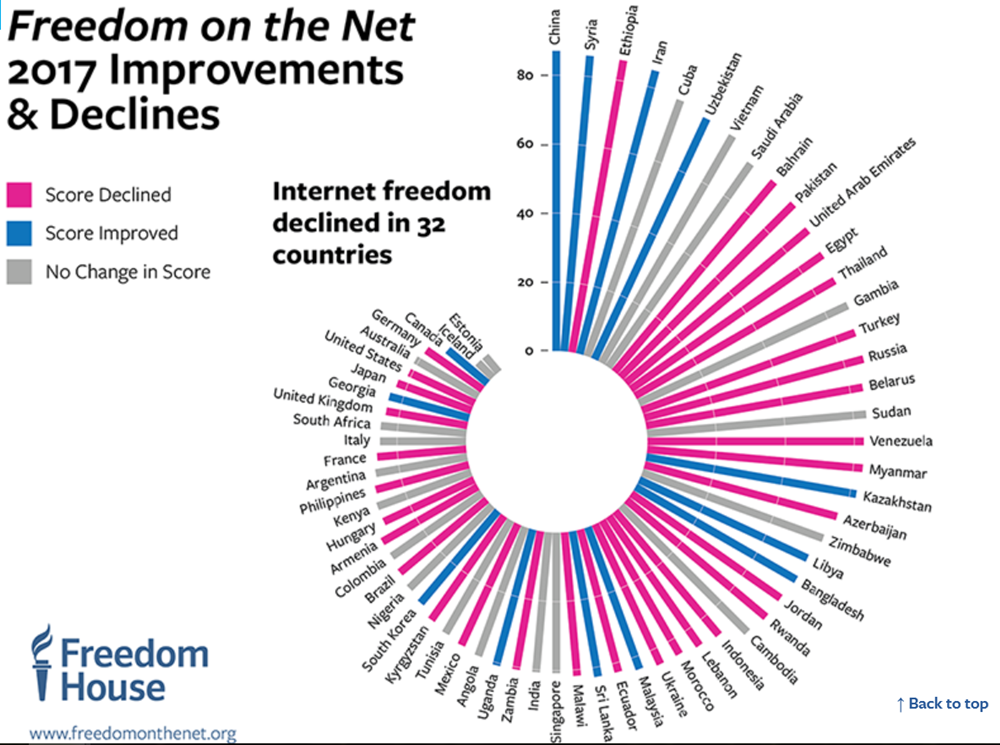 Freedom on the Net
2017 Improvements
& Declines
Score Declined
Score Improved
No Change in Score
Internet freedom
declined in 32
countries
80
60
40
20
0
China
Syria
Ethiopia
Iran
Cuba
Uzbekistan
Vietnam
Saudi Arabia
Bahrain
Pakistan
United Arab Emirates
Egypt
Thailand
Gambia
Turkey
Russia
Belarus
Sudan
Venezuela
Myanmar
Kazakhstan
Azerbaijan
Zimbabwe
Libya
Bangladesh
Jordan
Rwanda
Cambodia
Indonesia
Lebanon
Morocco
Ukraine
Malaysia
Ecuador
Sri Lanka
Malawi
Singapore
India
Zambia
Uganda
Angola
Mexico
Tunisia
Kyrgyzstan
South Korea
Nigeria
Brazil
Colombia
Armenia
Hungary
Kenya
Philippines
Argentina
France
Italy
South Africa
United Kingdom
Georgia
Japan
United States
Australia
Germany
Canada
Iceland
Estonia
Freedom
House
www.freedomonthenet.org
↑ Back to top